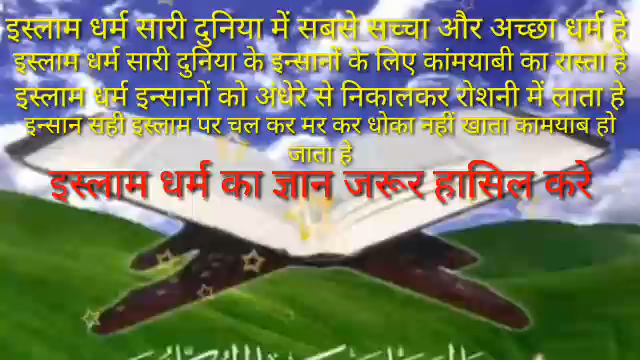 इस्लाम धर्म सारी दुनिया में सबसे सच्चा और अच्छा धर्म हे
इस्लाम धर्म सारी दुनिया के इन्सानों के लिए कांमयाबी का रास्ता हे
इस्लाम धर्म इन्सानों को अंधेरे से निकालकर रोशनी में लाता हे
इन्सान सही इस्लाम पर चल कर मर कर धोका नहीं खाता कामयाब हो
जाता हे
इस्लाम धर्म का ज्ञान जरूर हासिल करे